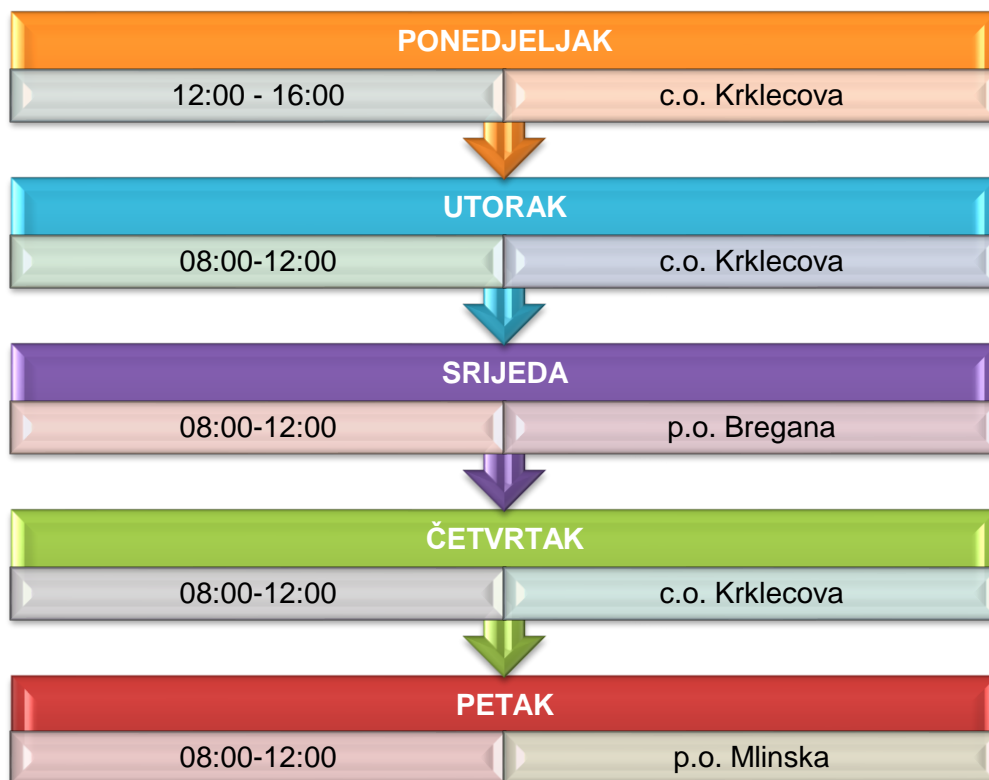 PONEDJELJAK
12:00 - 16:00 c.o. Krklecova
UTORAK
08:00-12:00 c.o. Krklecova
SRIJEDA
08:00-12:00 p.o. Bregana
ČETVRTAK
08:00-12:00 c.o. Krklecova
PETAK
08:00-12:00 p.o. Mlinska